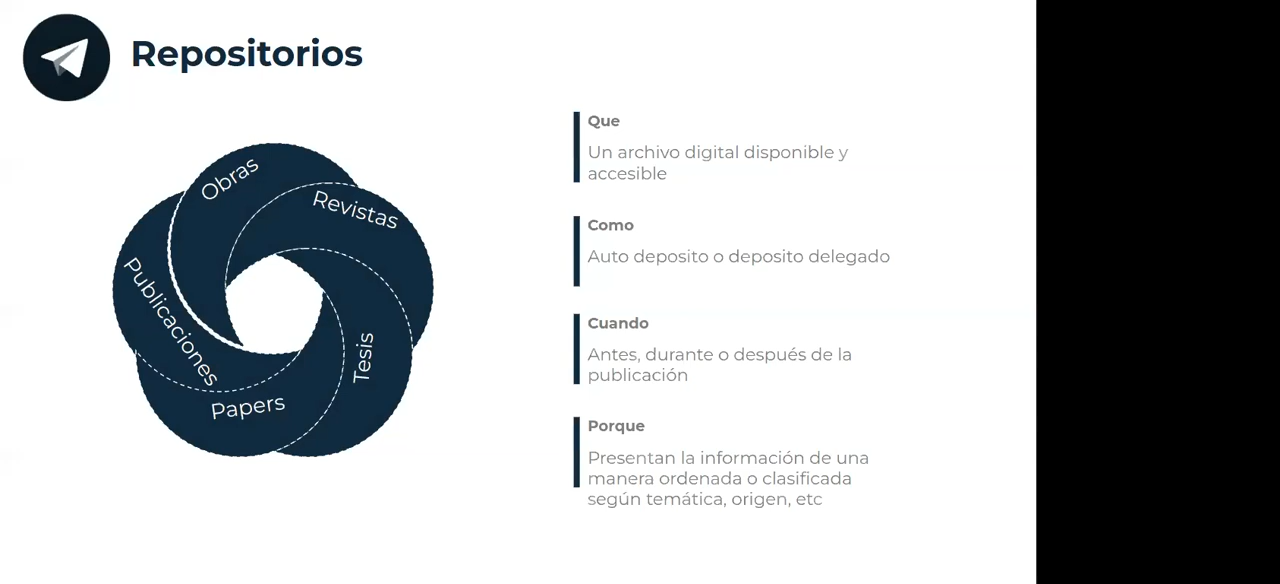 Repositorios
Obras
Revistas
Publicaciones
Tesis
Papers
Que
Un archivo digital disponible y
accesible
Como
Auto deposito o deposito delegado
Cuando
Antes, durante o después de la
publicación
Porque
Presentan la información de una
manera ordenada o clasificada
según temática, origen, etc